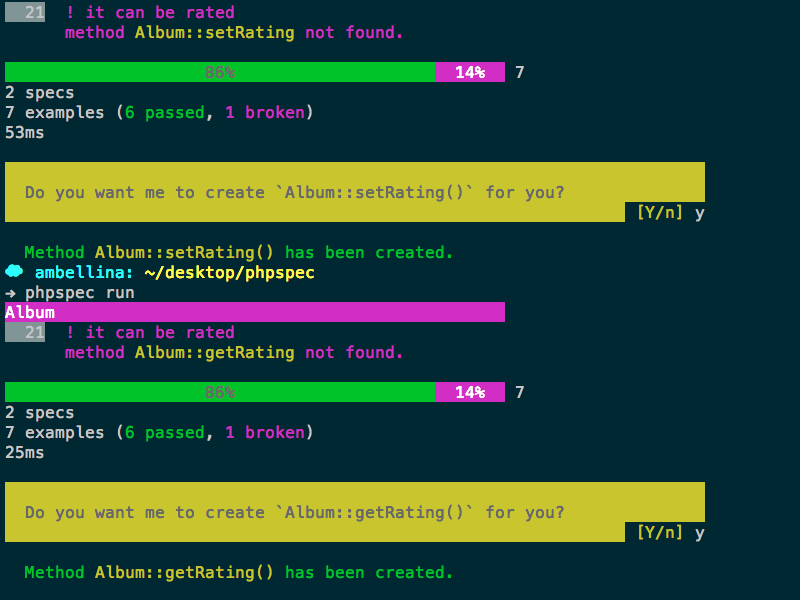 21 ! it can be rated
method Album::setRating not found.
86% 14% 7
2 specs
7 examples (6 passed, 1 broken)
53ms
Do you want me to create `Album::setRating()` for you?
[Y/n] y
Method Album::setRating() has been created.
ambellina: ~/desktop/phpspec
➜ phpspec run
Album
21 ! it can be rated
method Album::getRating not found.
86% 14% 7
2 specs
7 examples (6 passed, 1 broken)
25ms
Do you want me to create `Album::getRating()` for you?
[Y/n] y
Method Album::getRating() has been created.